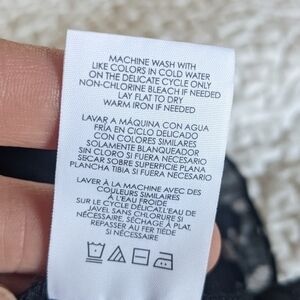 MACHINE WASH WITH
LIKE COLORS IN COLD WATER
ON THE DELICATE CYCLE ONLY
NON-CHLORINE BLEACH IF NEEDED
LAY FLAT TO DRY
WARM IRON IF NEEDED
LAVAR A MÁQUINA CON AGUA
FRÍA EN CICLO DELICADO
CON COLORES SIMILARES
SOLAMENTE BLANQUEADOR
SIN CLORO SI FUERA NECESARIO
SECAR SOBRE SUPERFICIE PLANA
PLANCHA TIBIA SI FUERA NECESARIO
LAVER À LA MACHINE AVEC DES
COULEURS SIMILAIRES
A L'EAU FROIDE
SUR LE CYCLE DÉLICAT.L'EAU DE
JAVEL SANS CHLORURE SI
NÉCESSAIRE, SÉCHAGE À PLAT,
REPASSER AU FER TIÈDE
SI NÉCESSAIRE